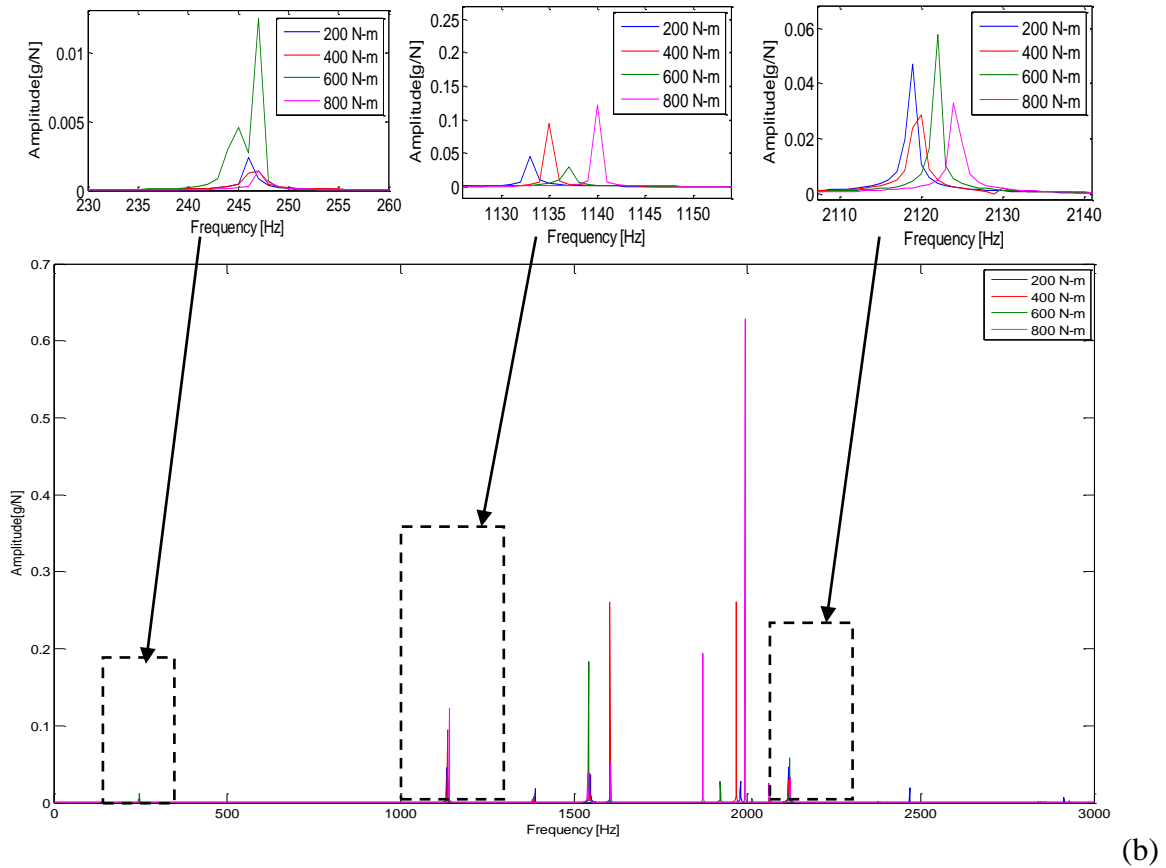 Amplitude[g/N]
0.01
0.005
0
230 240 245 250 255 260
Frequency [Hz]
200 N-m
400 N-m
600 N-m
800 N-m
Amplitude[g/N]
0.25
0.2
0.15
0.1
0.05
0
1130 1135 1140 1145 1150
Frequency [Hz]
200 N-m
400 N-m
600 N-m
800 N-m
Amplitude[g/N]
0.06
0.04
0.02
0
2110 2120 2130 2140
Frequency [Hz]
200 N-m
400 N-m
600 N-m
800 N-m
Amplitude[g/N]
0.7
0.6
0.5
0.4
0.3
0.2
0.1
0
0 500 1000 1500 2000 2500 3000
Frequency [Hz]
200 N-m
400 N-m
600 N-m
800 N-m
(b)